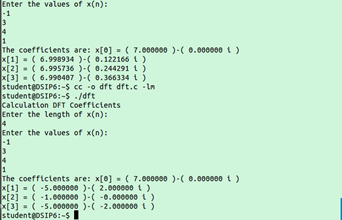 Enter the values of x(n):
-1
3
4
1
The coefficients are: x[0] = ( 7.000000 )-( 0.000000 i )
x[1] = ( 6.998934 )-( 0.122166 i )
x[2] = ( 6.995736 )-( 0.244291 i )
x[3] = ( 6.990407 )-( 0.366334 i )
student@DSIP6:~$ cc -o dft dft.c -lm
student@DSIP6:~$ ./dft
Calculation DFT Coefficients
Enter the length of x(n):
4
Enter the values of x(n):
-1
3
4
1
The coefficients are: x[0] = ( 7.000000 )-( 0.000000 i )
x[1] = ( -5.000000 )-( 2.000000 i )
x[2] = ( -1.000000 )-( -0.000000 i )
x[3] = ( -5.000000 )-( -2.000000 i )
student@DSIP6:~$